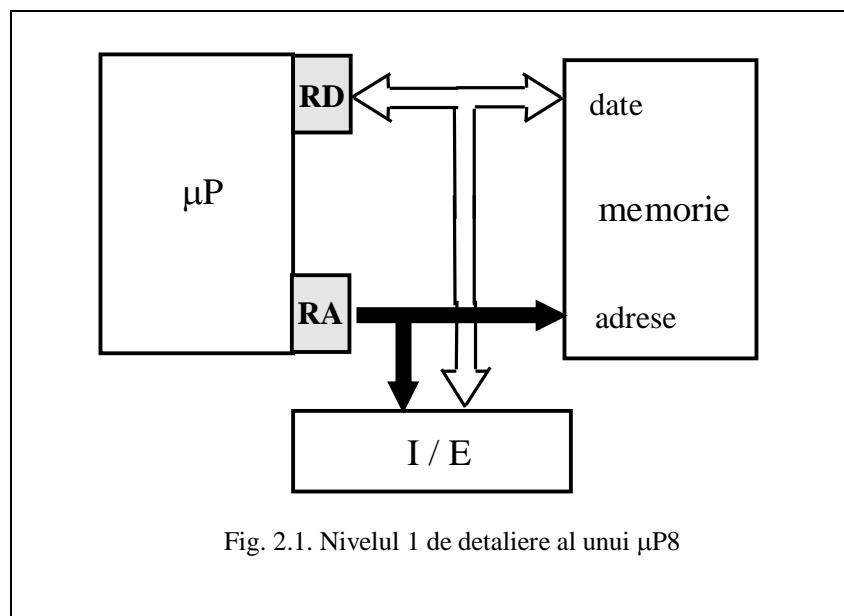 RD
date
μP
memorie
RA
adrese
I / E
Fig. 2.1. Nivelul 1 de detaliere al unui μP8